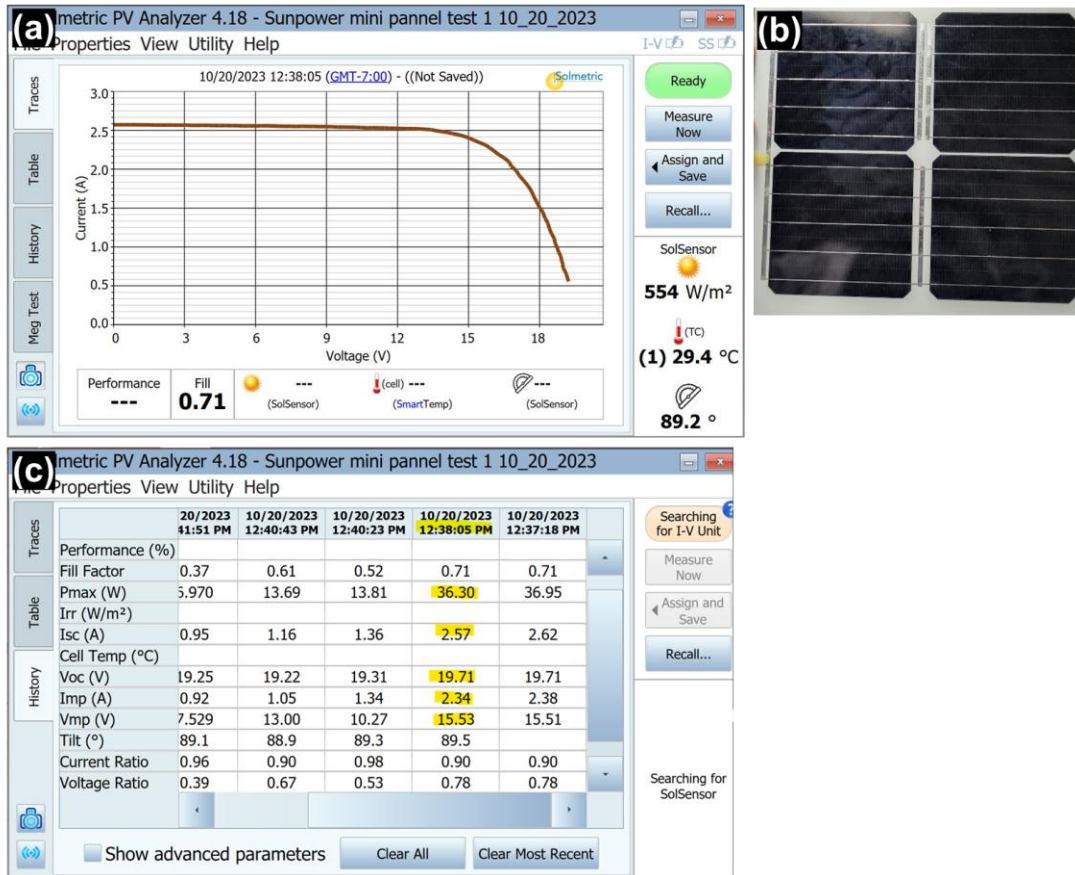 (a)
metric PV Analyzer 4.18 - Sunpower mini pannel test 1 10_20_2023
Properties View Utility Help
I-V SS
Traces
Table
History
Meg Test
10/20/2023 12:38:05 (GMT-7:00) - ((Not Saved))
Solmetric
Current (A)
3.0
2.5
2.0
1.5
1.0
0.5
0.0
0 3 6 9 12 15 18
Voltage (V)
Performance
---
Fill
0.71
---
(SolSensor)
(cell) ---
(SmartTemp)
---
(SolSensor)
Ready
Measure
Now
Assign and
Save
Recall...
SolSensor
554 W/m²
(TC)
(1) 29.4 °C
89.2 °
(b)
(c)
metric PV Analyzer 4.18 - Sunpower mini pannel test 1 10_20_2023
Properties View Utility Help
Traces
Table
History
20/2023 10/20/2023 10/20/2023 10/20/2023 10/20/2023
41:51 PM 12:40:43 PM 12:40:23 PM 12:38:05 PM 12:37:18 PM
Performance (%)
Fill Factor 0.37 0.61 0.52 0.71 0.71
Pmax (W) .970 13.69 13.81 36.30 36.95
Irr (W/m²)
Isc (A) 0.95 1.16 1.36 2.57 2.62
Cell Temp (°C)
Voc (V) 19.25 19.22 19.31 19.71 19.71
Imp (A) 0.92 1.05 1.34 2.34 2.38
Vmp (V) 7.529 13.00 10.27 15.53 15.51
Tilt (°) 89.1 88.9 89.3 89.5
Current Ratio 0.96 0.90 0.98 0.90 0.90
Voltage Ratio 0.39 0.67 0.53 0.78 0.78
Show advanced parameters
Clear All
Clear Most Recent
Searching
for I-V Unit
?
Measure
Now
Assign and
Save
Recall...
Searching for
SolSensor